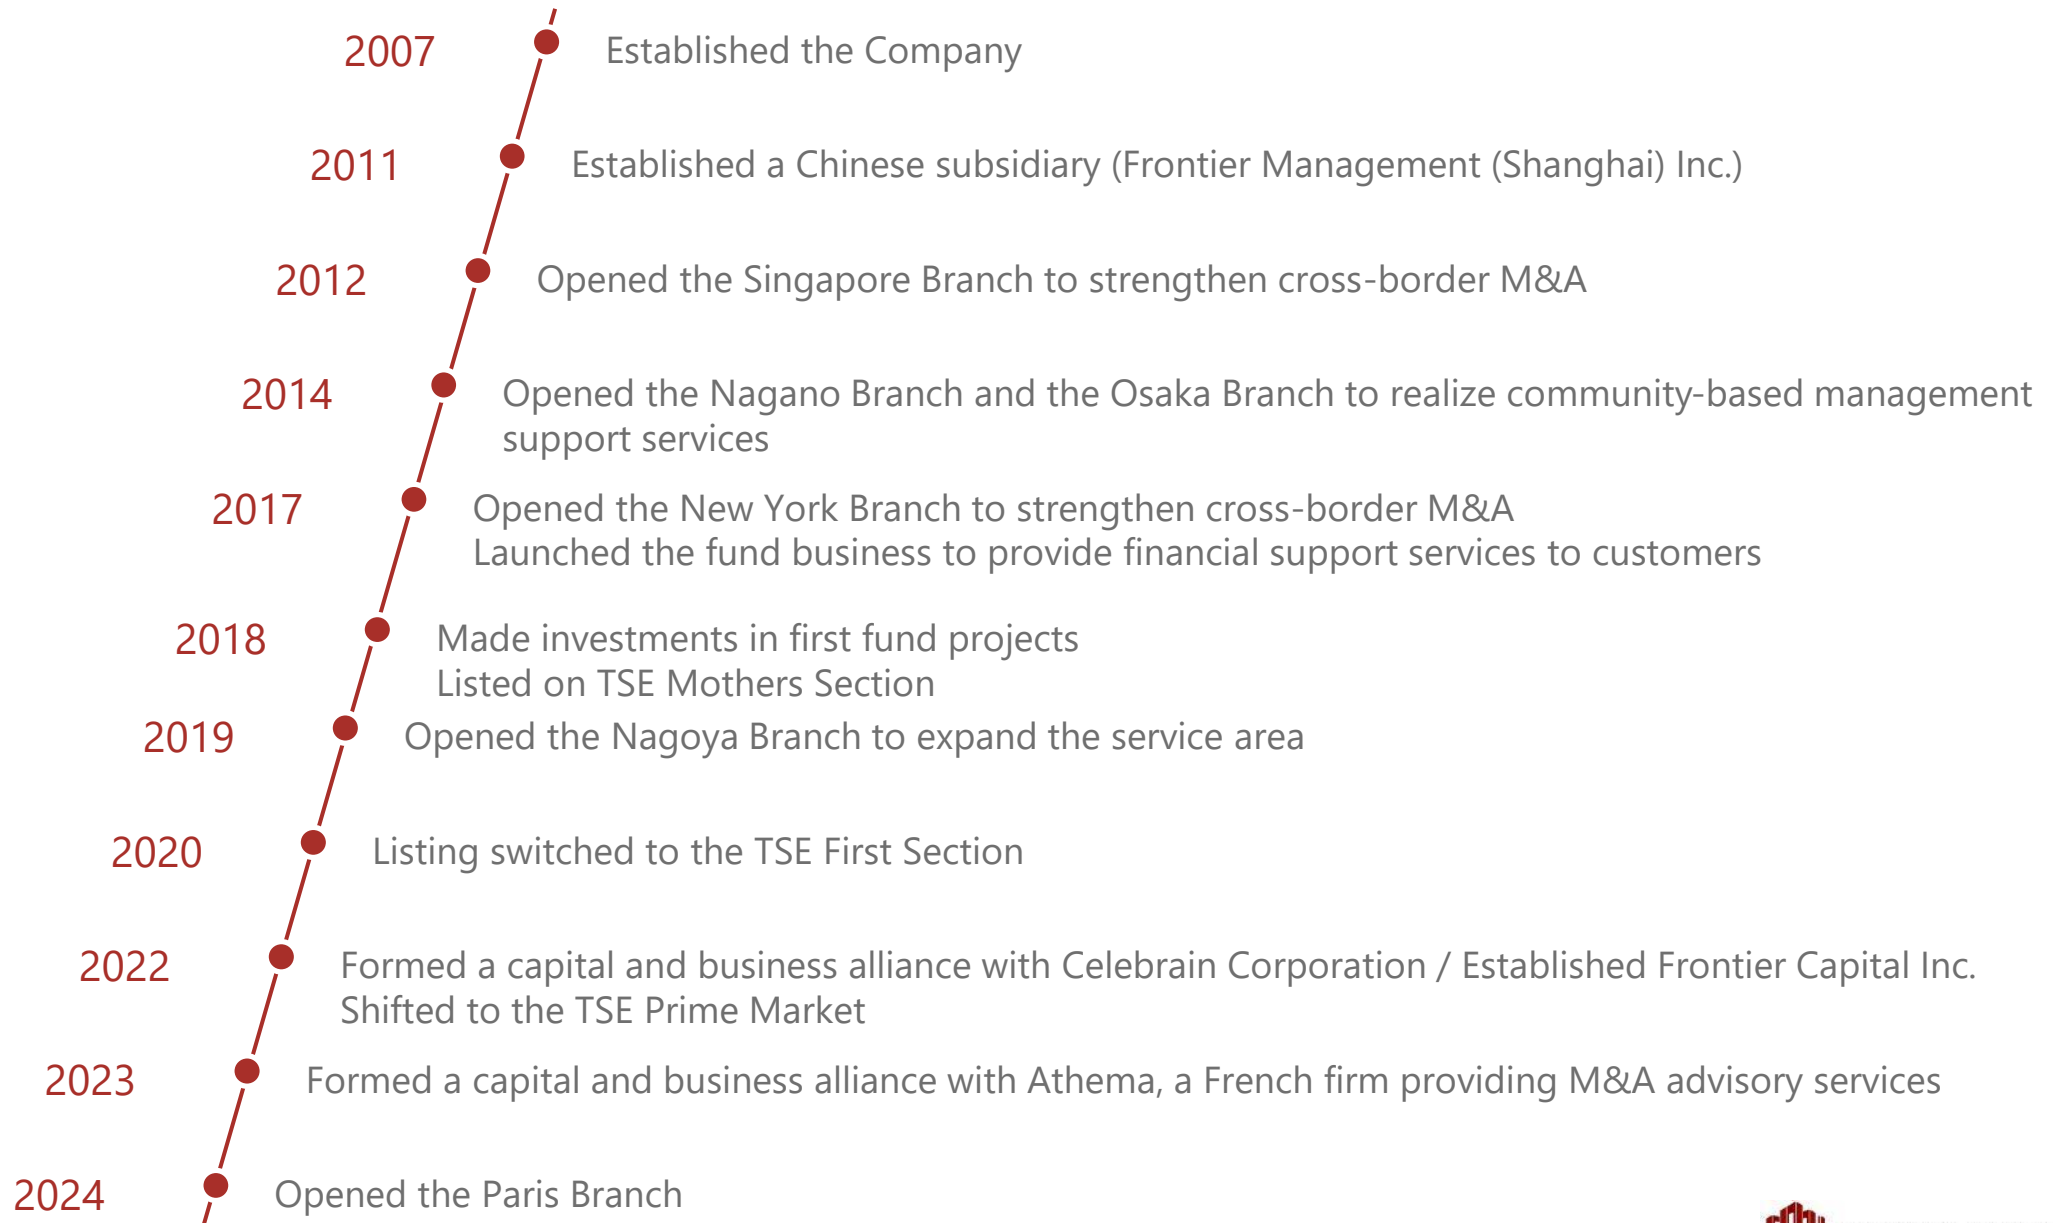 2007 Established the Company
2011 Established a Chinese subsidiary (Frontier Management (Shanghai) Inc.)
2012 Opened the Singapore Branch to strengthen cross-border M&A
2014 Opened the Nagano Branch and the Osaka Branch to realize community-based management
support services
2017 Opened the New York Branch to strengthen cross-border M&A
Launched the fund business to provide financial support services to customers
2018 Made investments in first fund projects
Listed on TSE Mothers Section
2019 Opened the Nagoya Branch to expand the service area
2020 Listing switched to the TSE First Section
2022 Formed a capital and business alliance with Celebrain Corporation / Established Frontier Capital Inc.
Shifted to the TSE Prime Market
2023 Formed a capital and business alliance with Athema, a French firm providing M&A advisory services
2024 Opened the Paris Branch